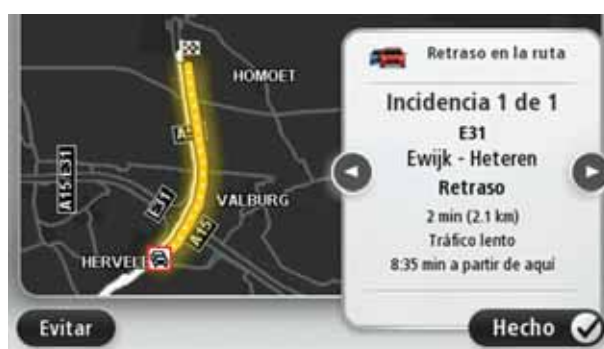 HOMOET
A15 E31
E31
VALBURG
A15
HERVELD
Retraso en la ruta
Incidencia 1 de 1
E31
Ewijk - Heteren
Retraso
2 min (2.1 km)
Tráfico lento
8:35 min a partir de aquí
Evitar
Hecho